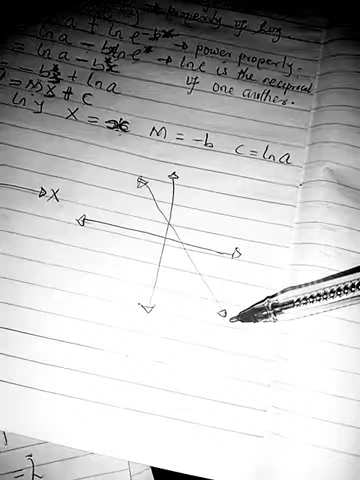 → property of log
ln a + ln e^-bx → power property.
= ln a - bx ln e → ln e is the reciprocal
of one another.
= -bx + ln a
= MX + C
ln y X = x M = -b C = ln a
X
= 2